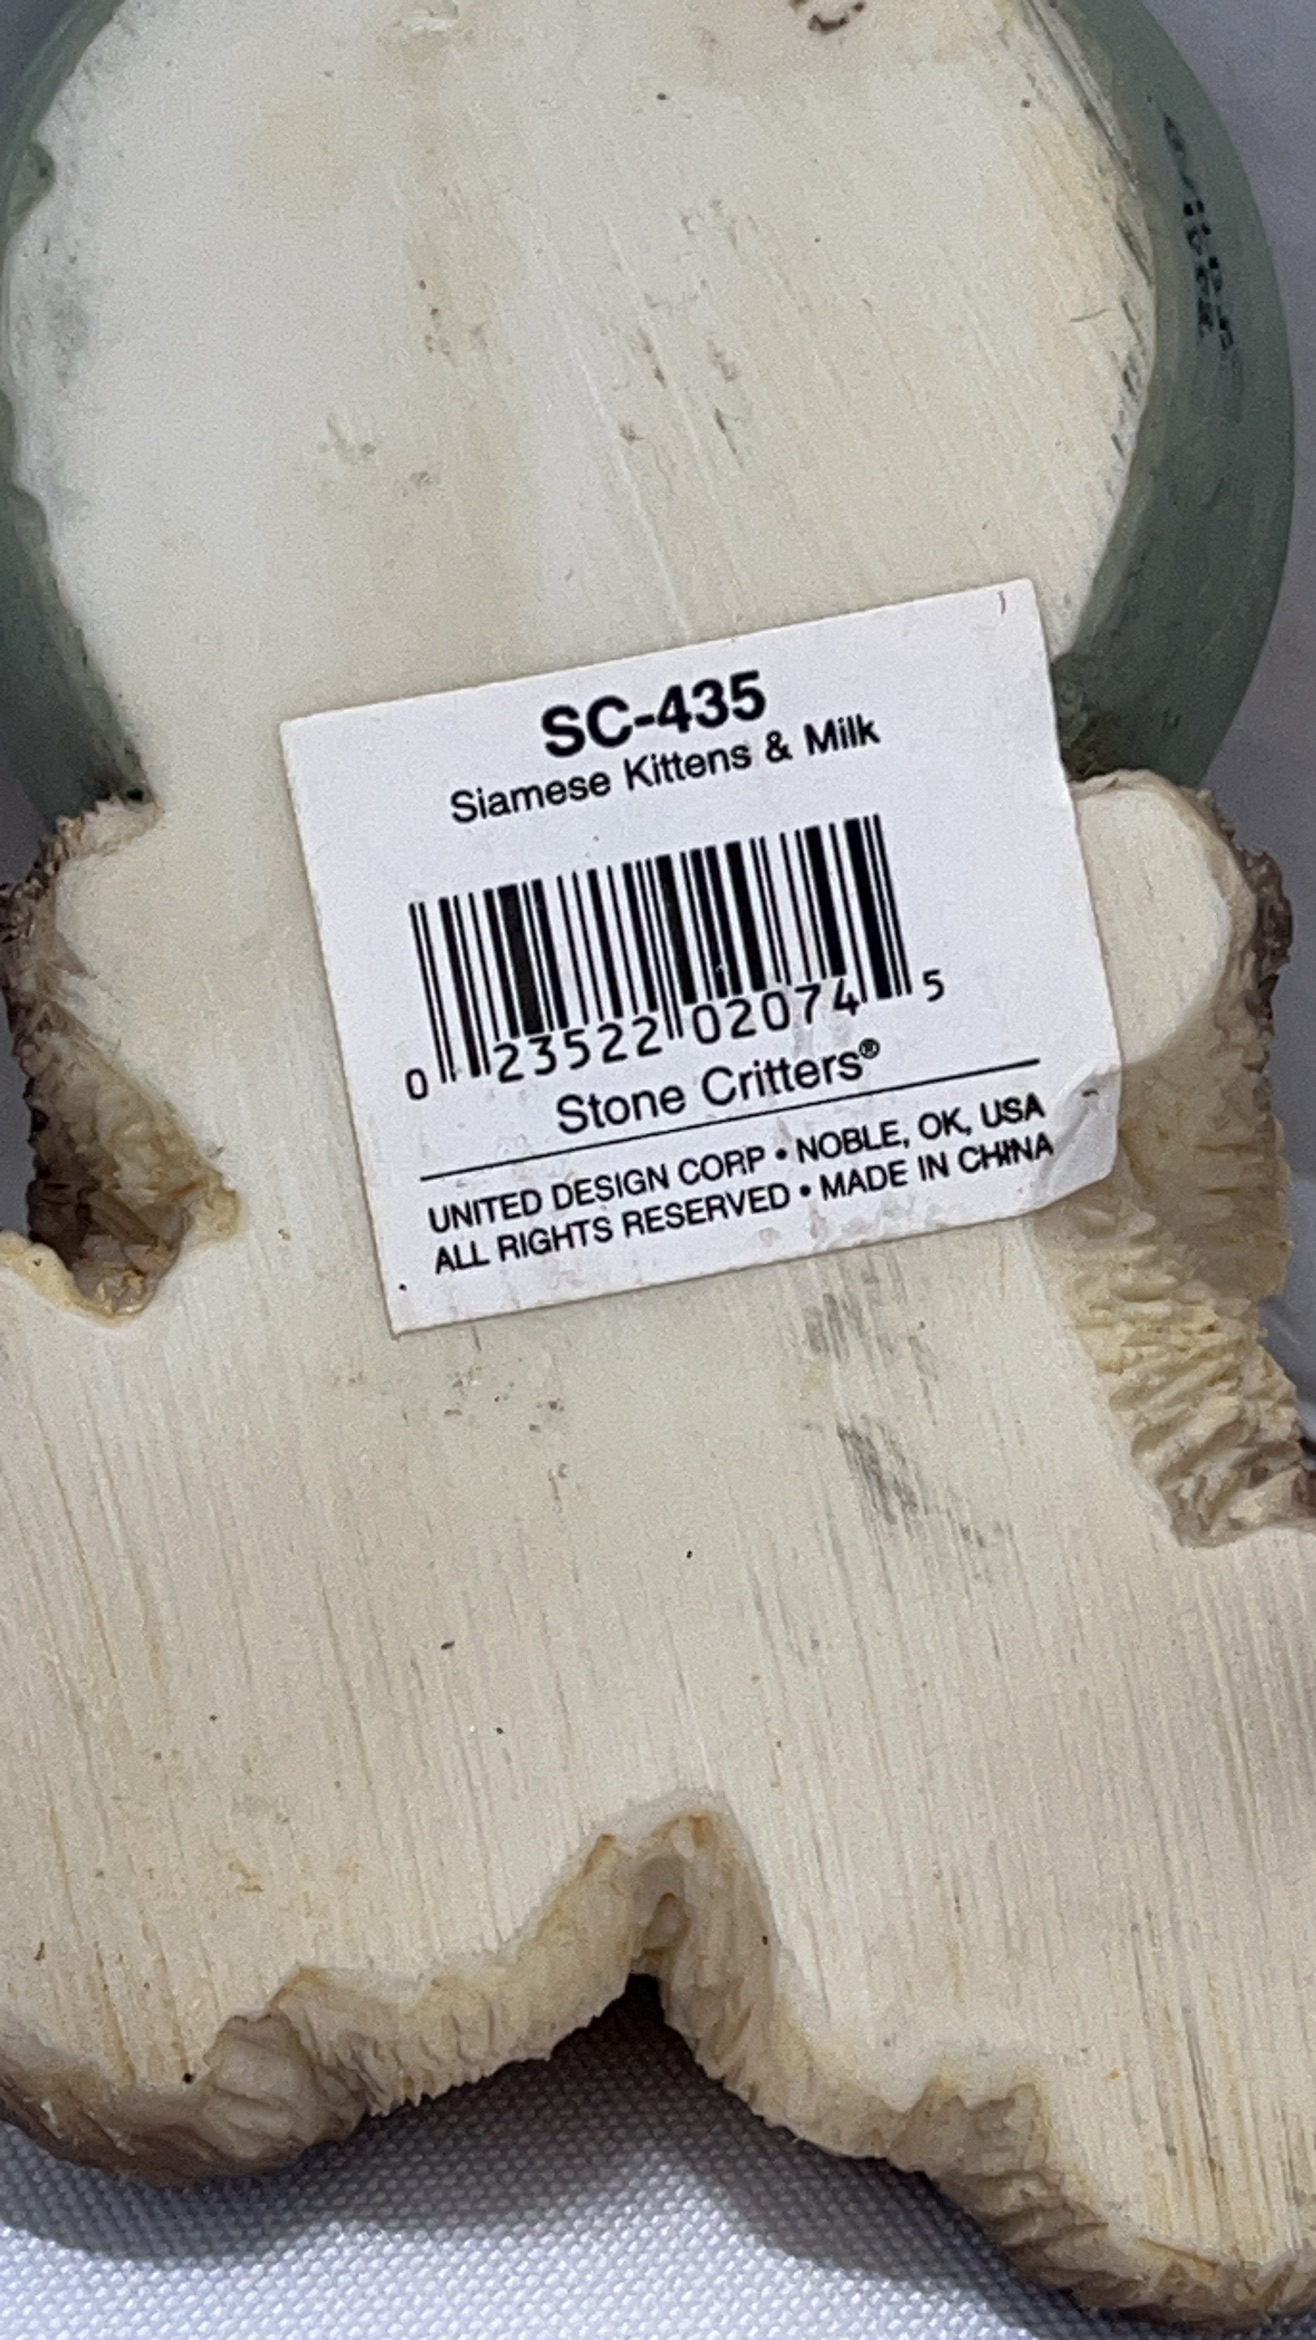 SC-435
Siamese Kittens & Milk
0 23522 02074 5
Stone Critters®
UNITED DESIGN CORP • NOBLE, OK, USA
ALL RIGHTS RESERVED • MADE IN CHINA